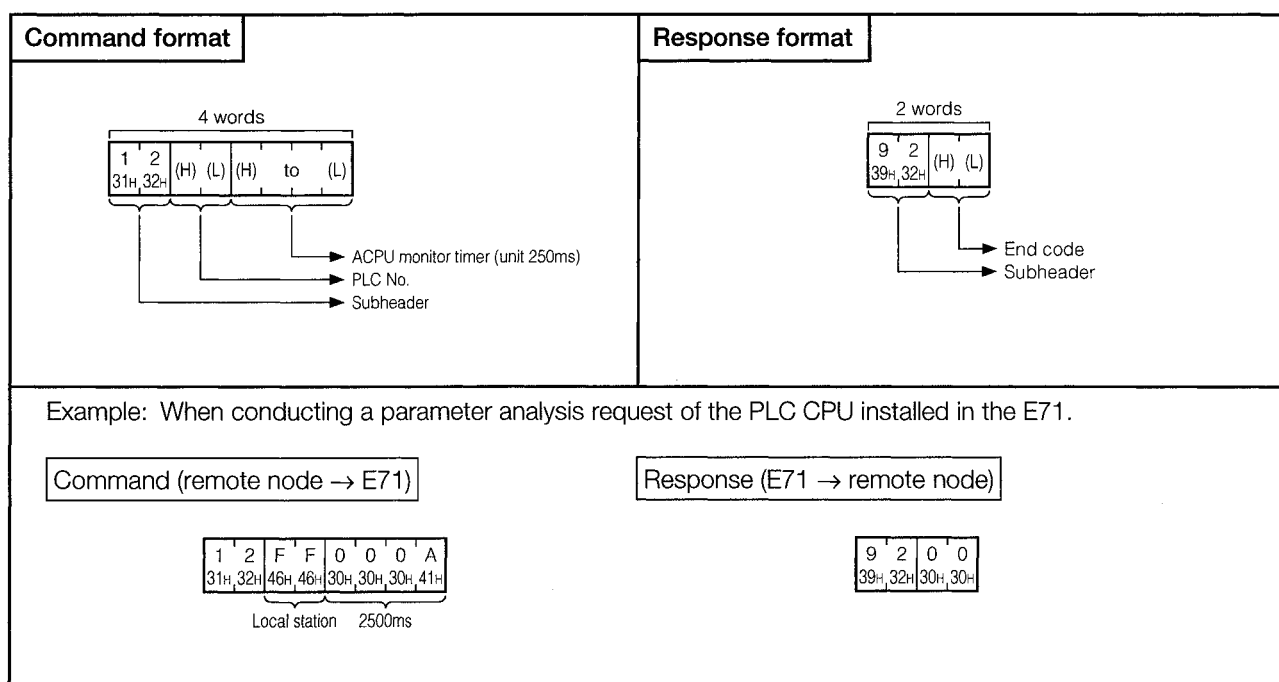 Command format
Response format
4 words
1 2 (H) (L) (H) to (L)
31H 32H
ACPU monitor timer (unit 250ms)
PLC No.
Subheader
2 words
9 2 (H) (L)
39H 32H
End code
Subheader
Example: When conducting a parameter analysis request of the PLC CPU installed in the E71.
Command (remote node → E71)
Response (E71 → remote node)
1 2 F F 0 0 0 A
31H 32H 46H 46H 30H 30H 30H 41H
Local station 2500ms
9 2 0 0
39H 32H 30H 30H